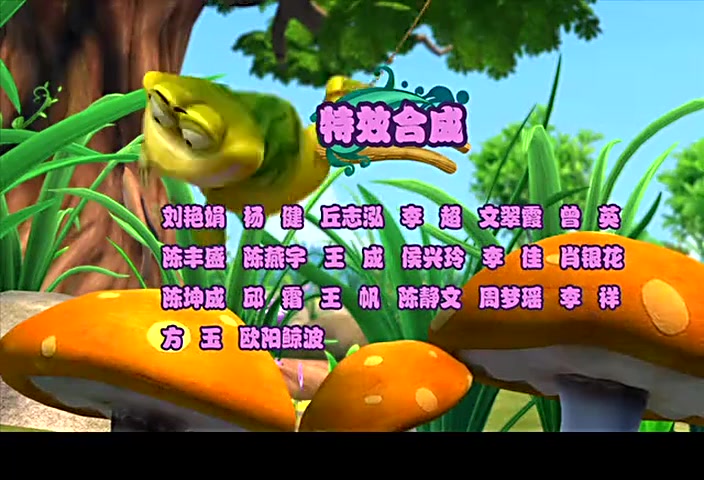 特效合成
刘艳娟 杨 健 丘志泓 李 超 文翠霞 曾 英
陈丰盛 陈燕宇 王 成 侯兴玲 李 佳 肖银花
陈坤成 邱 霜 王 帆 陈静文 周梦瑶 李 祥
方 玉 欧阳鲸波